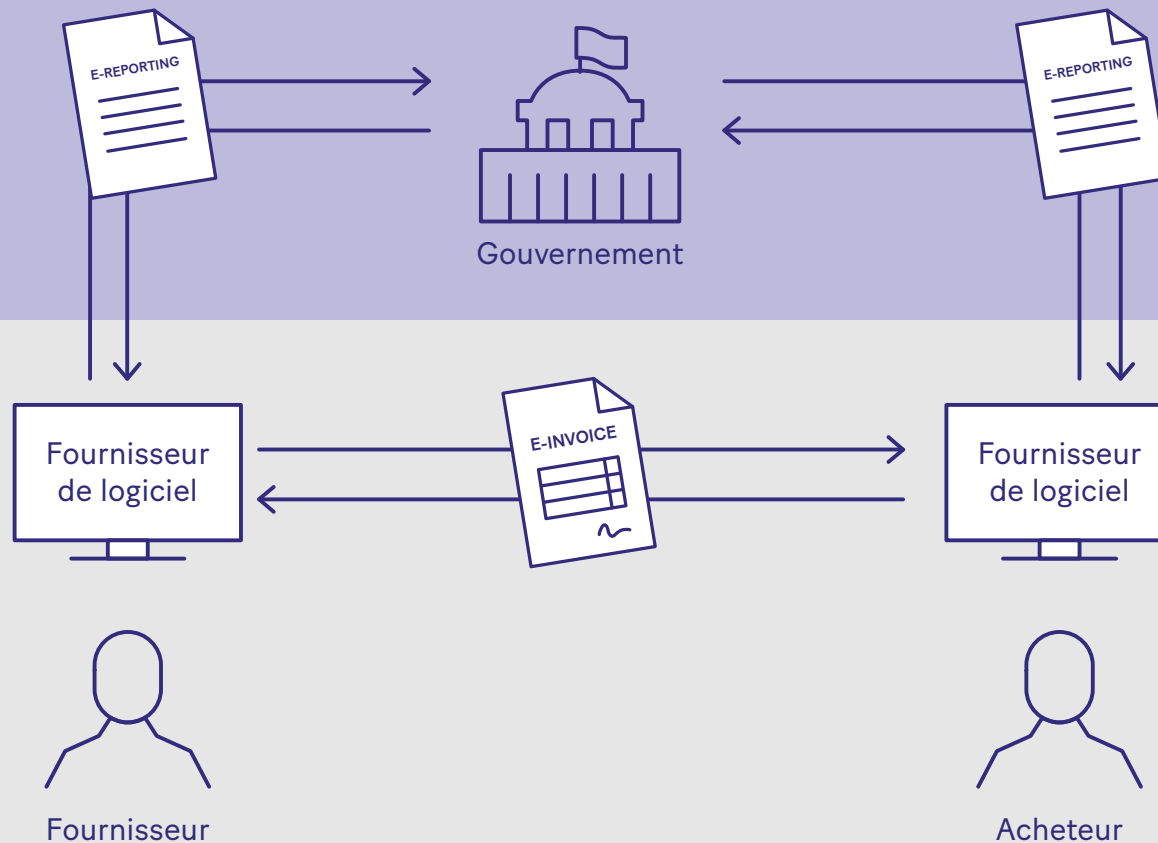 E-REPORTING
E-REPORTING
Gouvernement
E-INVOICE
Fournisseur
de logiciel
Fournisseur
de logiciel
Fournisseur
Acheteur